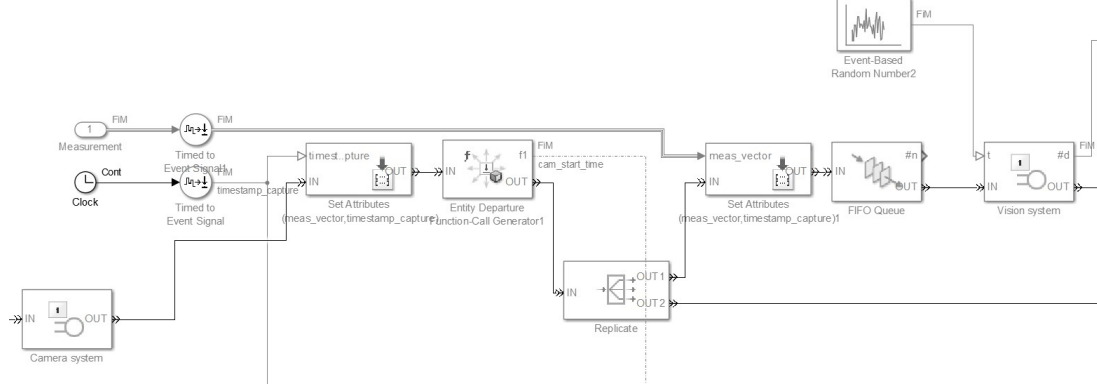 FiM
Event-Based
Random Number2
FiM
FiM
1
Measurement
Timed to
Event Signal1
Cont
Clock
FiM
timestamp_capture
Timed to
Event Signal
timest..pture
IN
OUT
Set Attributes
(meas_vector,timestamp_capture)
IN
f1
OUT
FiM
cam_start_time
Entity Departure
Function-Call Generator1
meas_vector
IN
OUT
Set Attributes
(meas_vector,timestamp_capture)1
IN
#n
OUT
FIFO Queue
t
IN
#d
OUT
FiM
Vision system
IN
OUT1
OUT2
Replicate
IN
OUT
Camera system